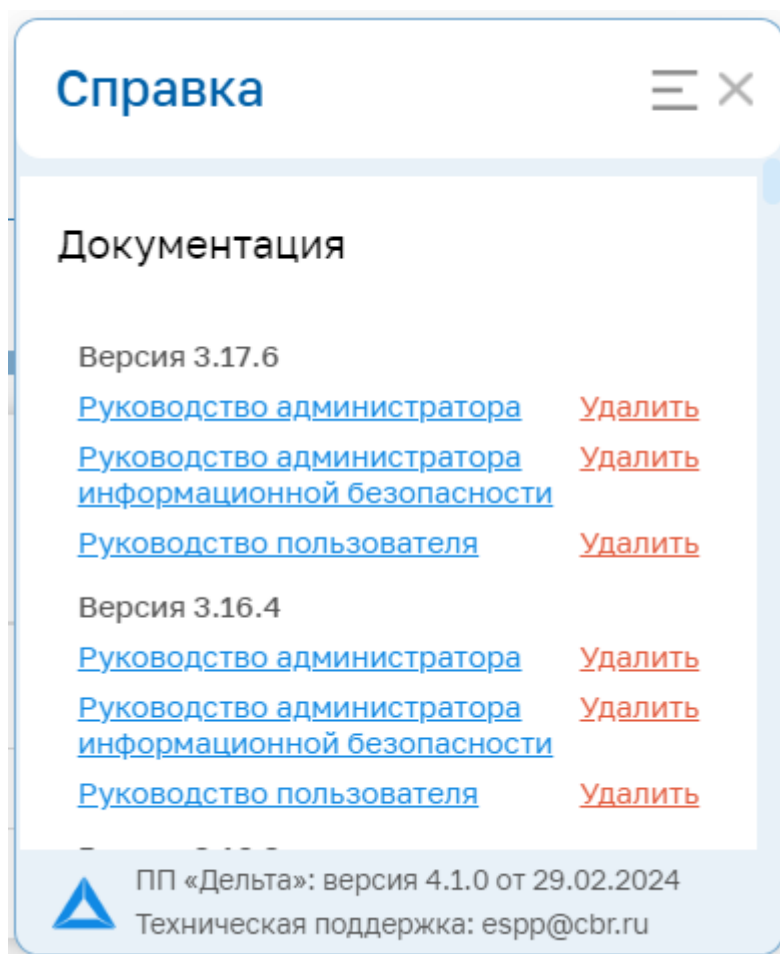 Справка
Документация
Версия 3.17.6
Руководство администратора Удалить
Руководство администратора Удалить
информационной безопасности
Руководство пользователя Удалить
Версия 3.16.4
Руководство администратора Удалить
Руководство администратора Удалить
информационной безопасности
Руководство пользователя Удалить
ПП «Дельта»: версия 4.1.0 от 29.02.2024
Техническая поддержка: espp@cbr.ru